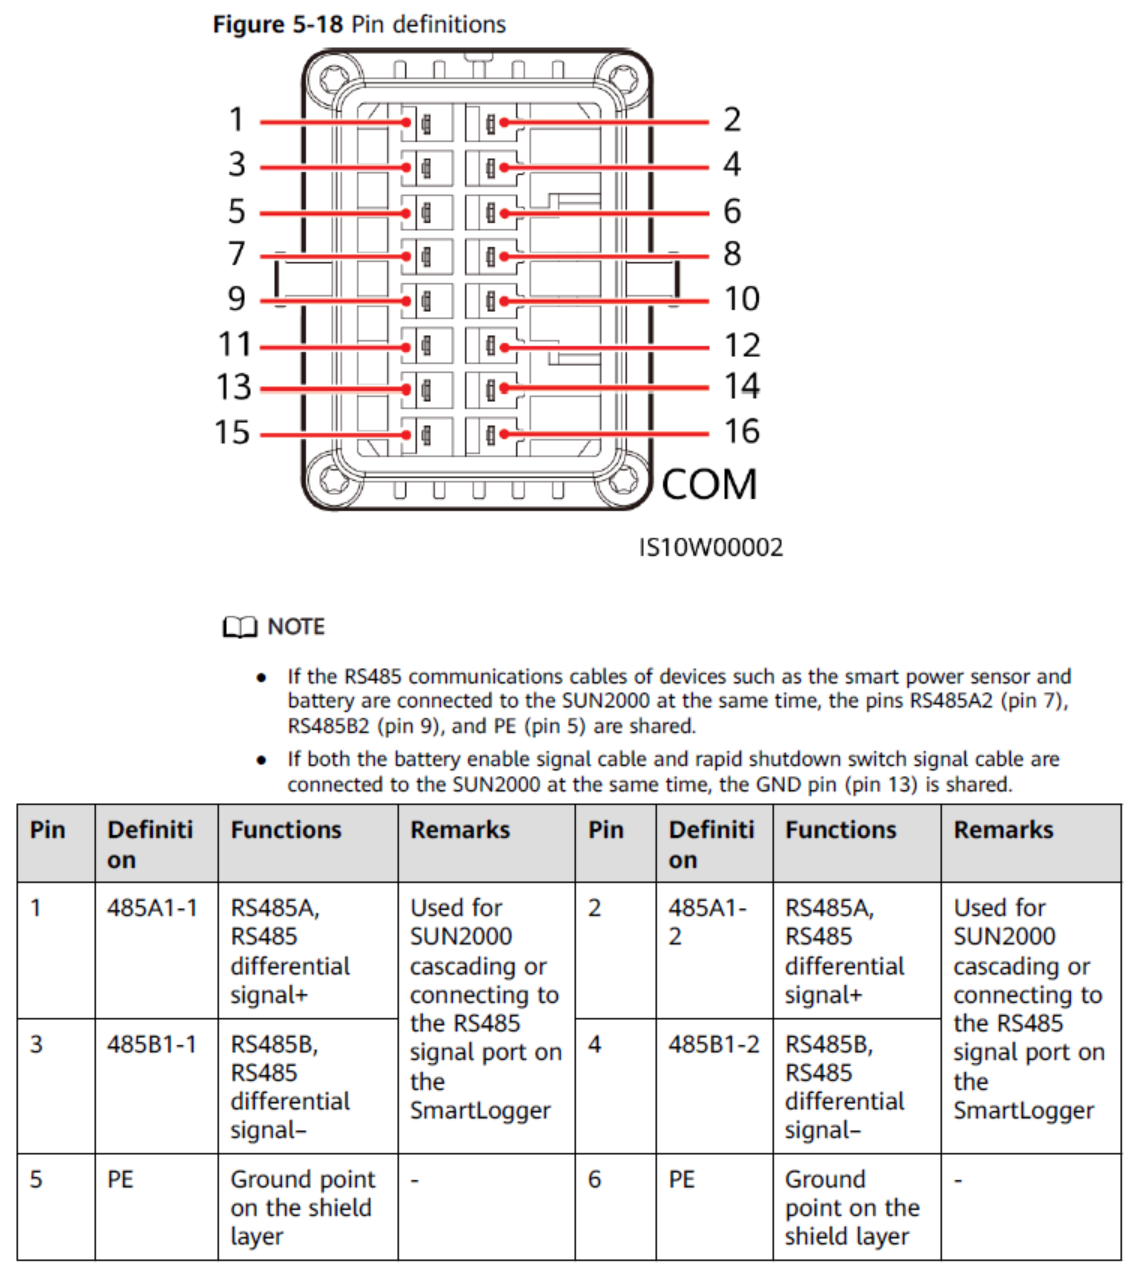 Figure 5-18 Pin definitions
1 2
3 4
5 6
7 8
9 10
11 12
13 14
15 16
COM
IS10W00002
NOTE
● If the RS485 communications cables of devices such as the smart power sensor and
battery are connected to the SUN2000 at the same time, the pins RS485A2 (pin 7),
RS485B2 (pin 9), and PE (pin 5) are shared.
● If both the battery enable signal cable and rapid shutdown switch signal cable are
connected to the SUN2000 at the same time, the GND pin (pin 13) is shared.
Pin
Definiti
on
Functions
Remarks
Pin
Definiti
on
Functions
Remarks
1
485A1-1
RS485A,
RS485
differential
signal+
Used for
SUN2000
cascading or
connecting to
the RS485
signal port on
the
SmartLogger
2
485A1-
2
RS485A,
RS485
differential
signal+
Used for
SUN2000
cascading or
connecting to
the RS485
signal port on
the
SmartLogger
3
485B1-1
RS485B,
RS485
differential
signal–
4
485B1-2
RS485B,
RS485
differential
signal–
5
PE
Ground point
on the shield
layer
-
6
PE
Ground
point on the
shield layer
-